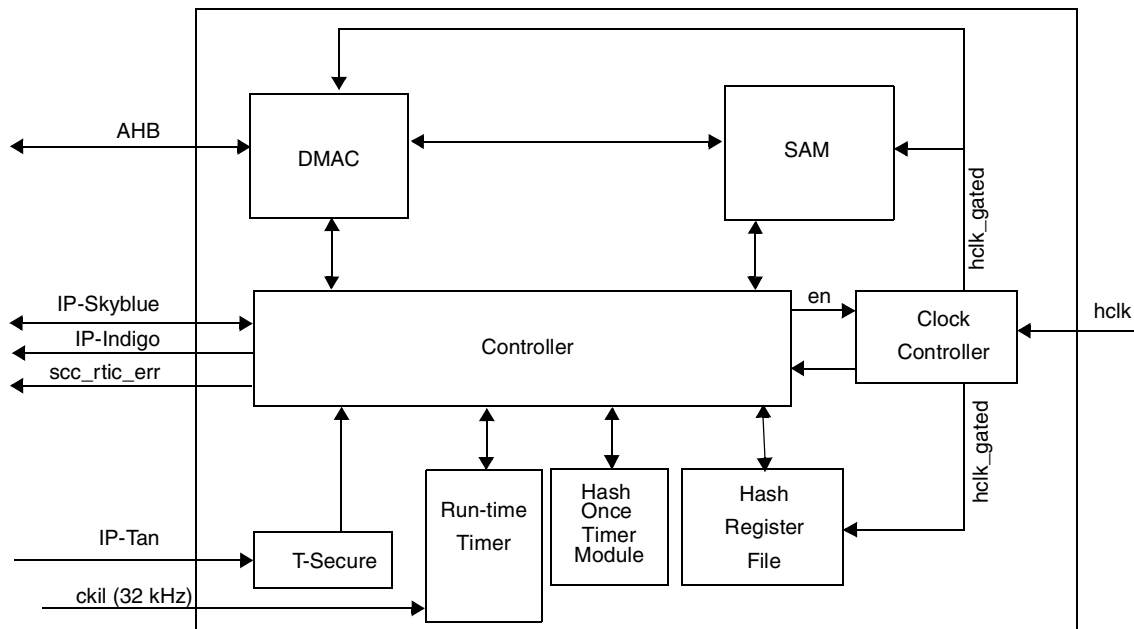 AHB
DMAC
SAM
hclk_gated
IP-Skyblue
IP-Indigo
scc_rtic_err
Controller
en
Clock
Controller
hclk
hclk_gated
IP-Tan
T-Secure
ckil (32 kHz)
Run-time
Timer
Hash
Once
Timer
Module
Hash
Register
File